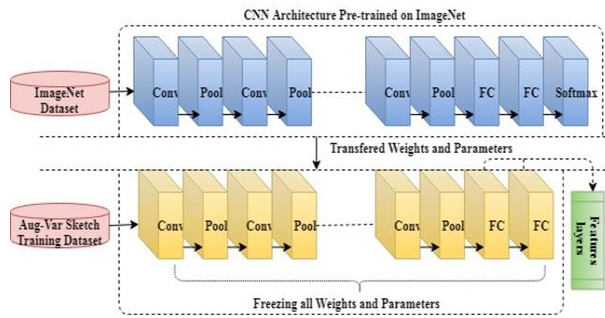 CNN Architecture Pre-trained on ImageNet
ImageNet
Dataset
Conv
Pool
Conv
Pool
Conv
Pool
FC
FC
Softmax
Transfered Weights and Parameters
Aug-Var Sketch
Training Dataset
Conv
Pool
Conv
Pool
Conv
Pool
FC
FC
Features
layers
Freezing all Weights and Parameters